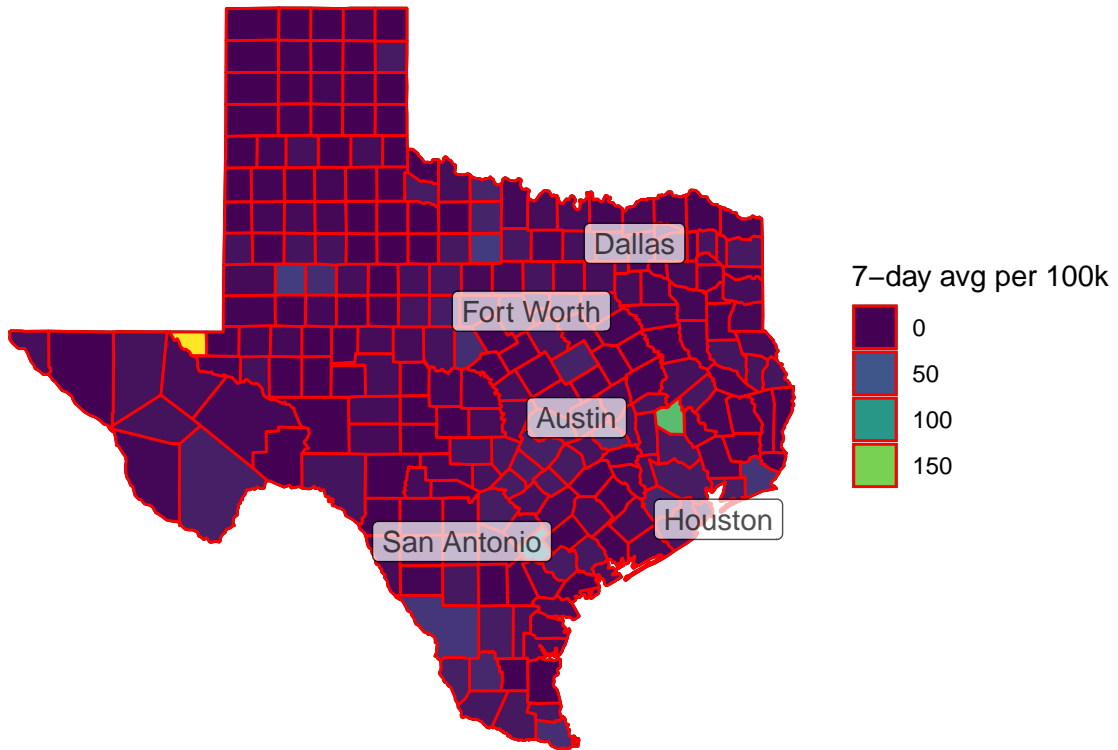 Dallas
Fort Worth
Austin
Houston
San Antonio
7−day avg per 100k
0
50
100
150